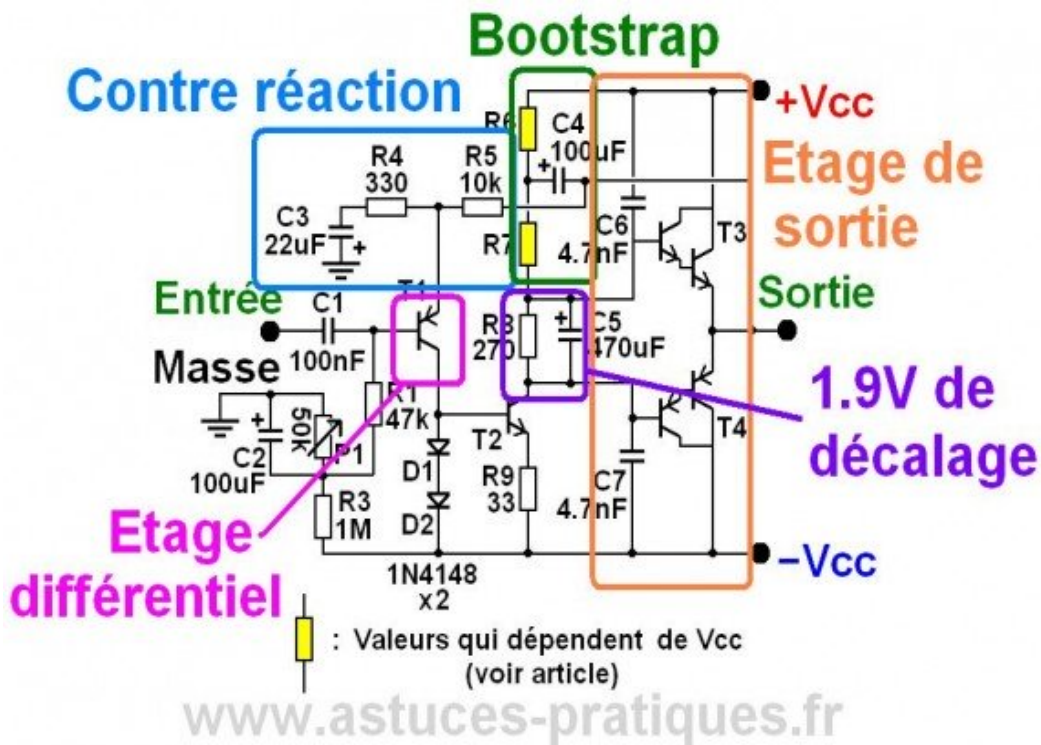 Bootstrap
Contre réaction
+Vcc
R6
C4
100uF
R4
330
R5
10k
Etage de
sortie
C3
22uF
+
+
R7
C6
4.7nF
T3
Entrée
C1
100nF
T1
Sortie
R8
270
+
C5
470uF
Masse
R1
47k
1.9V de
décalage
50K
P1
+
C2
100uF
T2
T4
D1
D2
R9
33
C7
4.7nF
R3
1M
Etage
différentiel
−Vcc
1N4148
x2
: Valeurs qui dépendent de Vcc
(voir article)
www.astuces-pratiques.fr